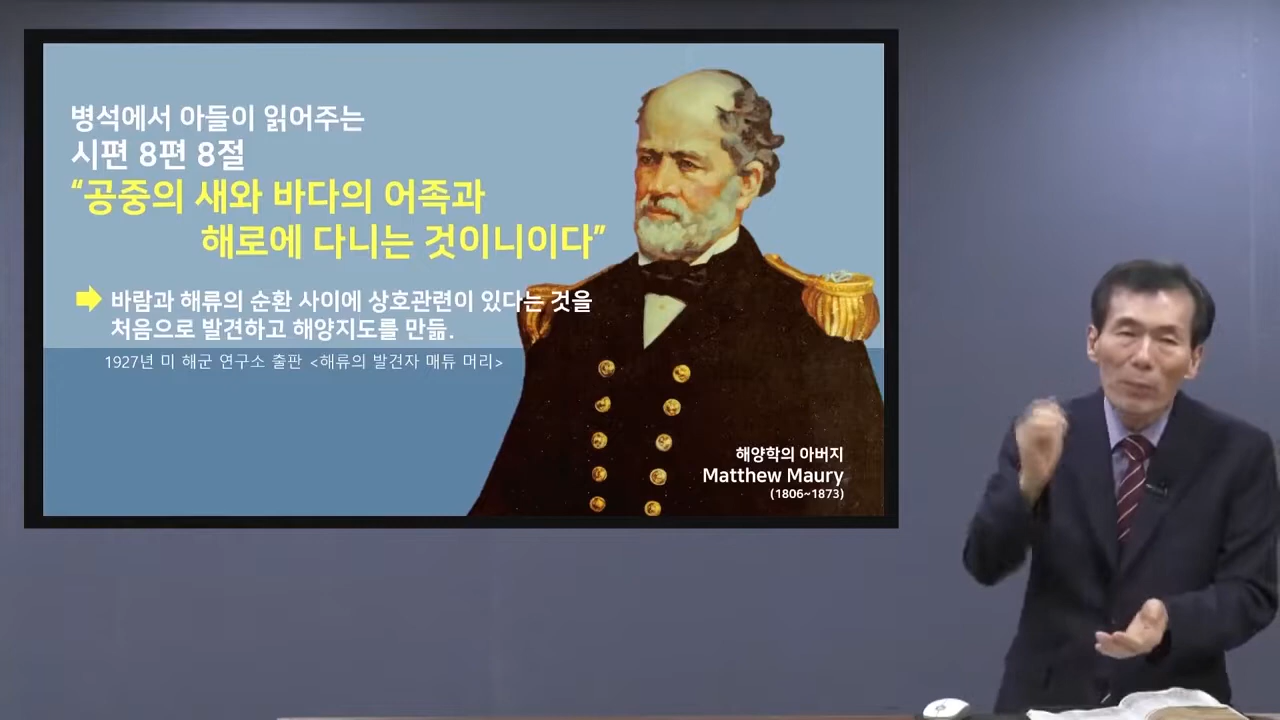 병석에서 아들이 읽어주는
시편 8편 8절
“공중의 새와 바다의 어족과
해로에 다니는 것이니이다”
바람과 해류의 순환 사이에 상호관련이 있다는 것을
처음으로 발견하고 해양지도를 만듦.
1927년 미 해군 연구소 출판 <해류의 발견자 매튜 머리>
해양학의 아버지
Matthew Maury
(1806~1873)